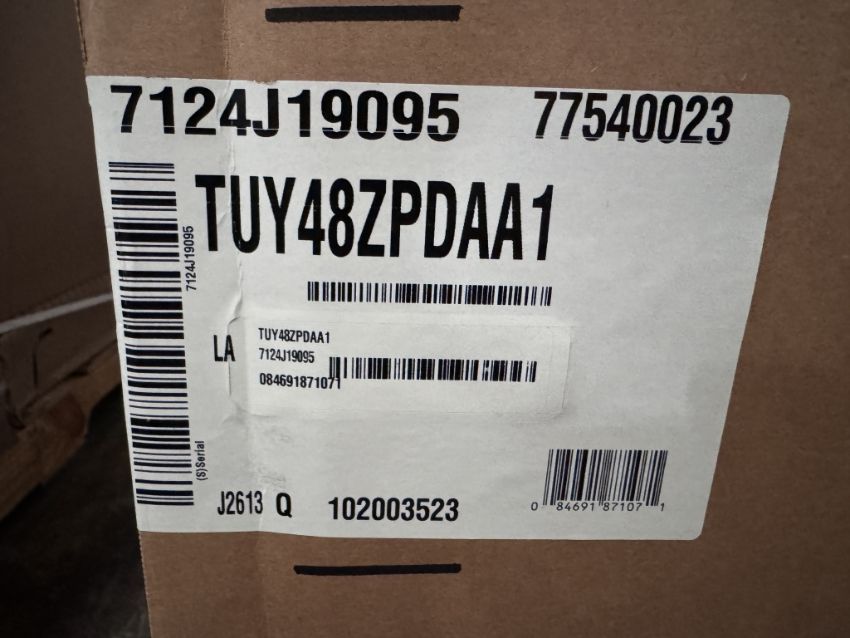 7124J19095 77540023
TUY48ZPDAA1
7124J19095
LA
TUY48ZPDAA1
7124J19095
084691871071
(S)Serial
J2613 Q 102003523
0 84691 87107 1